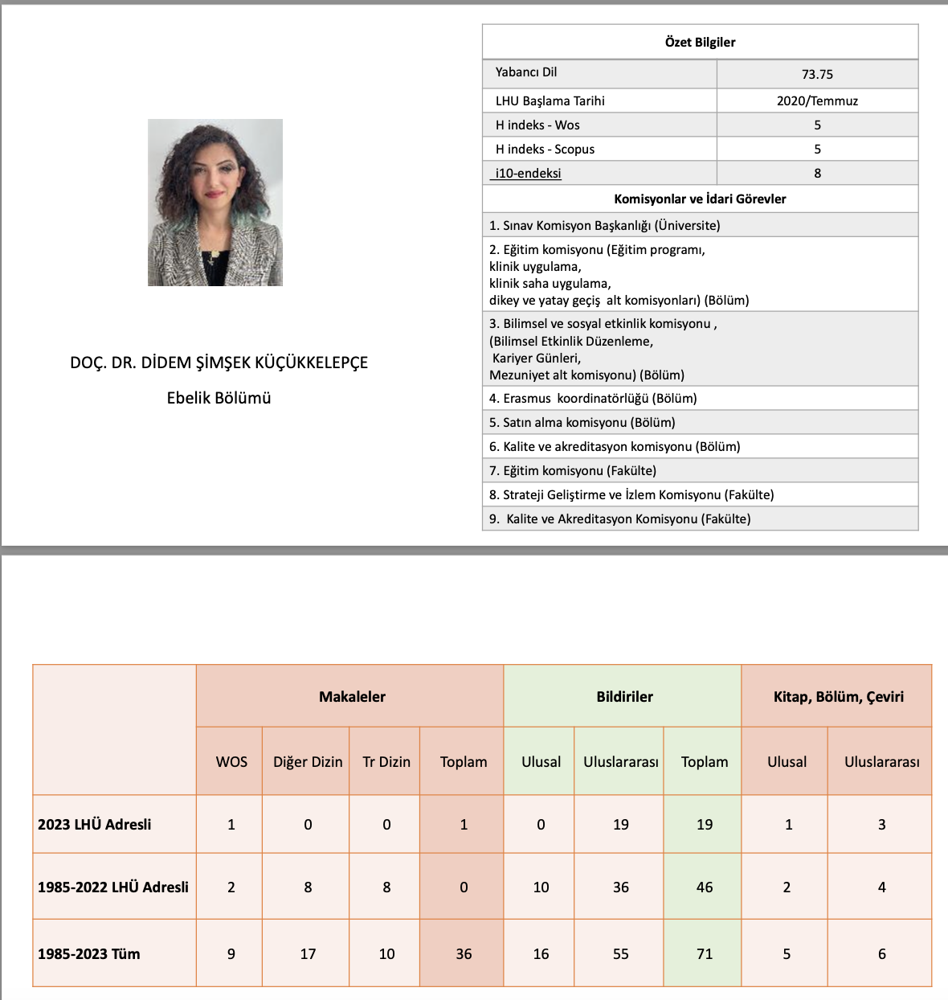 DOÇ. DR. DİDEM ŞİMŞEK KÜÇÜKKELEPÇE
Ebelik Bölümü
Özet Bilgiler
Yabancı Dil 73.75
LHU Başlama Tarihi 2020/Temmuz
H indeks - Wos 5
H indeks - Scopus 5
i10-endeksi 8
Komisyonlar ve İdari Görevler
1. Sınav Komisyon Başkanlığı (Üniversite)
2. Eğitim komisyonu (Eğitim programı,
klinik uygulama,
klinik saha uygulama,
dikey ve yatay geçiş alt komisyonları) (Bölüm)
3. Bilimsel ve sosyal etkinlik komisyonu ,
(Bilimsel Etkinlik Düzenleme,
Kariyer Günleri,
Mezuniyet alt komisyonu) (Bölüm)
4. Erasmus koordinatörlüğü (Bölüm)
5. Satın alma komisyonu (Bölüm)
6. Kalite ve akreditasyon komisyonu (Bölüm)
7. Eğitim komisyonu (Fakülte)
8. Strateji Geliştirme ve İzlem Komisyonu (Fakülte)
9. Kalite ve Akreditasyon Komisyonu (Fakülte)
Makaleler Bildiriler Kitap, Bölüm, Çeviri
WOS Diğer Dizin Tr Dizin Toplam Ulusal Uluslararası Toplam Ulusal Uluslararası
2023 LHÜ Adresli 1 0 0 1 0 19 19 1 3
1985-2022 LHÜ Adresli 2 8 8 0 10 36 46 2 4
1985-2023 Tüm 9 17 10 36 16 55 71 5 6